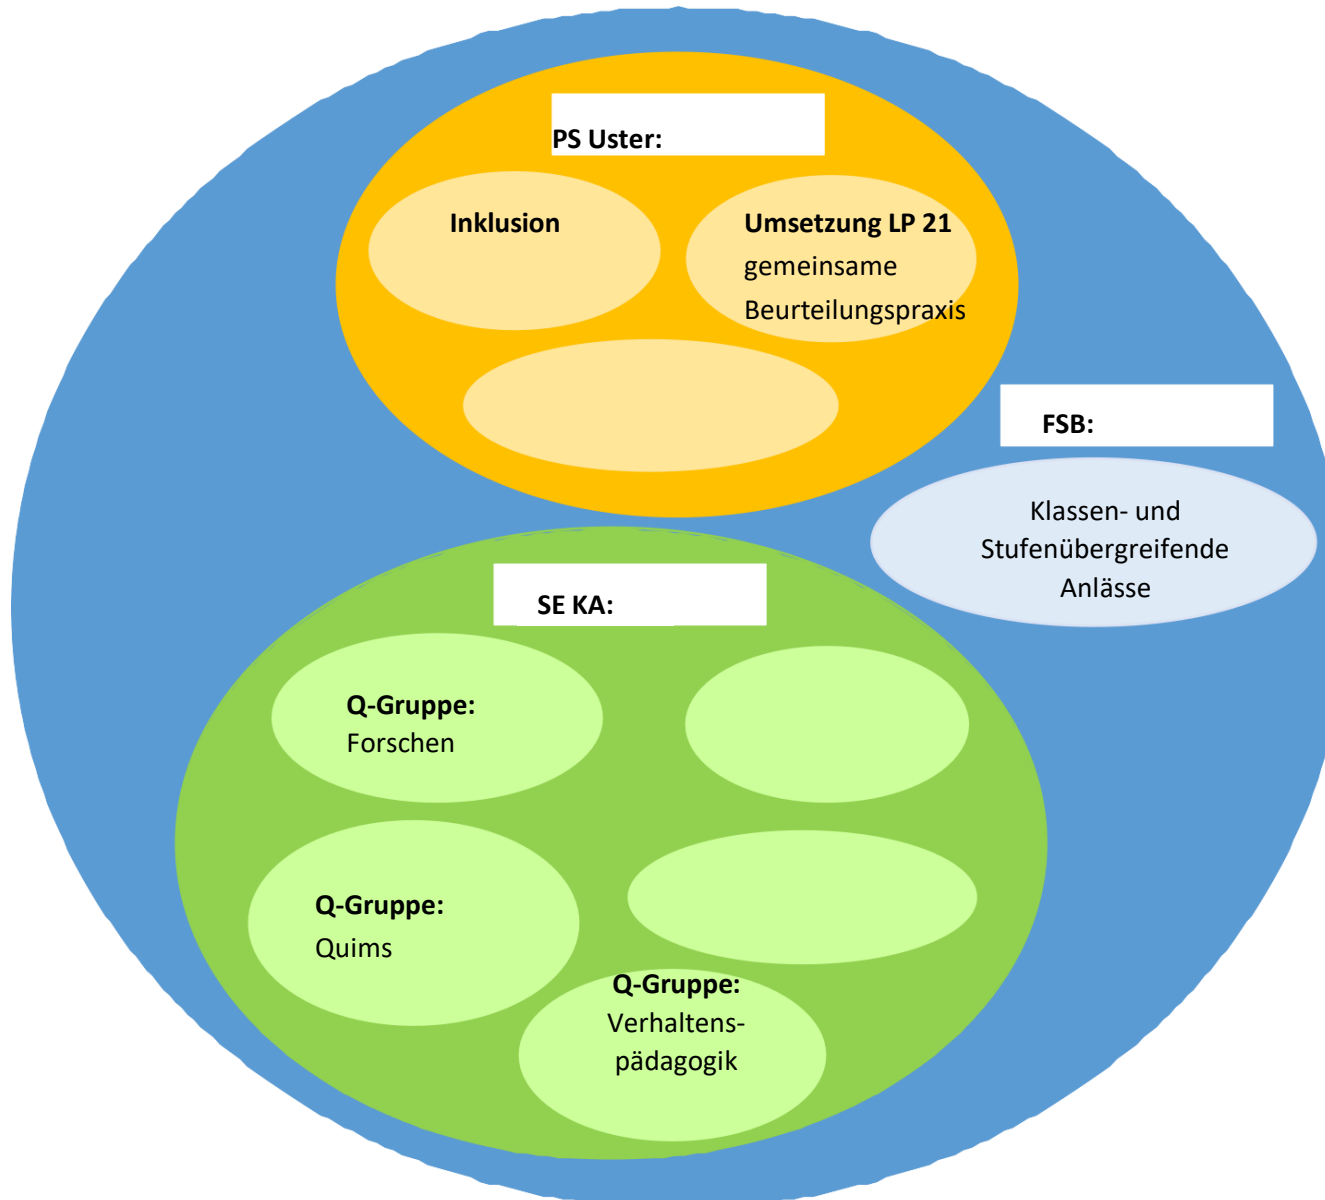 PS Uster:
Inklusion
Umsetzung LP 21
gemeinsame
Beurteilungspraxis
FSB:
Klassen- und
Stufenübergreifende
Anlässe
SE KA:
Q-Gruppe:
Forschen
Q-Gruppe:
Quims
Q-Gruppe:
Verhaltens-
pädagogik